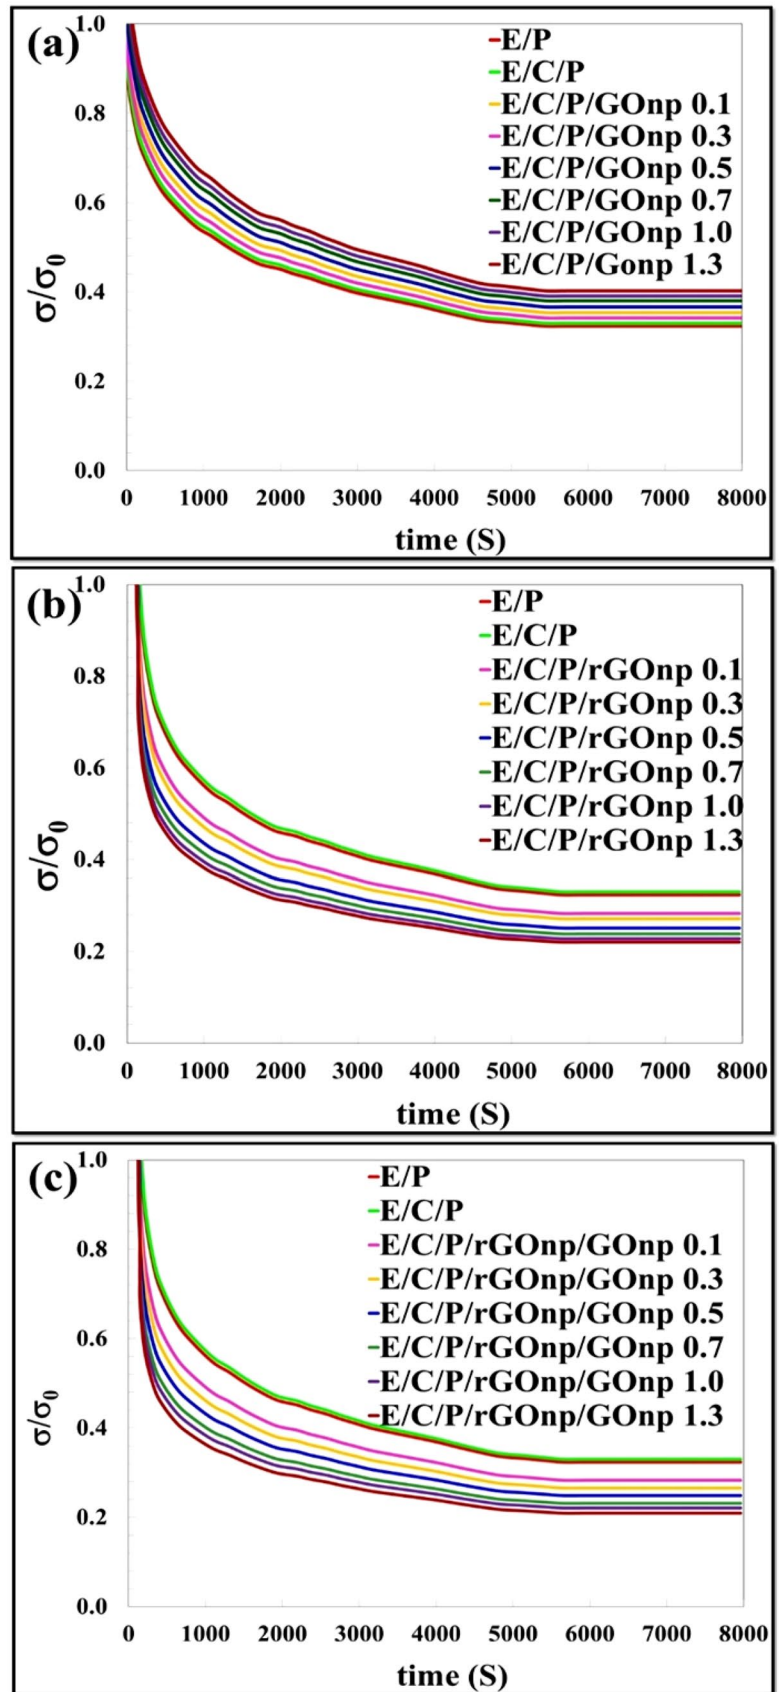 (a)
1.0
0.8
0.6
0.4
0.2
0.0
σ/σ0
E/P
E/C/P
E/C/P/GOnp 0.1
E/C/P/GOnp 0.3
E/C/P/GOnp 0.5
E/C/P/GOnp 0.7
E/C/P/GOnp 1.0
E/C/P/Gonp 1.3
0 1000 2000 3000 4000 5000 6000 7000 8000
time (S)
(b)
1.0
0.8
0.6
0.4
0.2
0.0
σ/σ0
E/P
E/C/P
E/C/P/rGOnp 0.1
E/C/P/rGOnp 0.3
E/C/P/rGOnp 0.5
E/C/P/rGOnp 0.7
E/C/P/rGOnp 1.0
E/C/P/rGOnp 1.3
0 1000 2000 3000 4000 5000 6000 7000 8000
time (S)
(c)
1.0
0.8
0.6
0.4
0.2
0.0
σ/σ0
E/P
E/C/P
E/C/P/rGOnp/GOnp 0.1
E/C/P/rGOnp/GOnp 0.3
E/C/P/rGOnp/GOnp 0.5
E/C/P/rGOnp/GOnp 0.7
E/C/P/rGOnp/GOnp 1.0
E/C/P/rGOnp/GOnp 1.3
0 1000 2000 3000 4000 5000 6000 7000 8000
time (S)